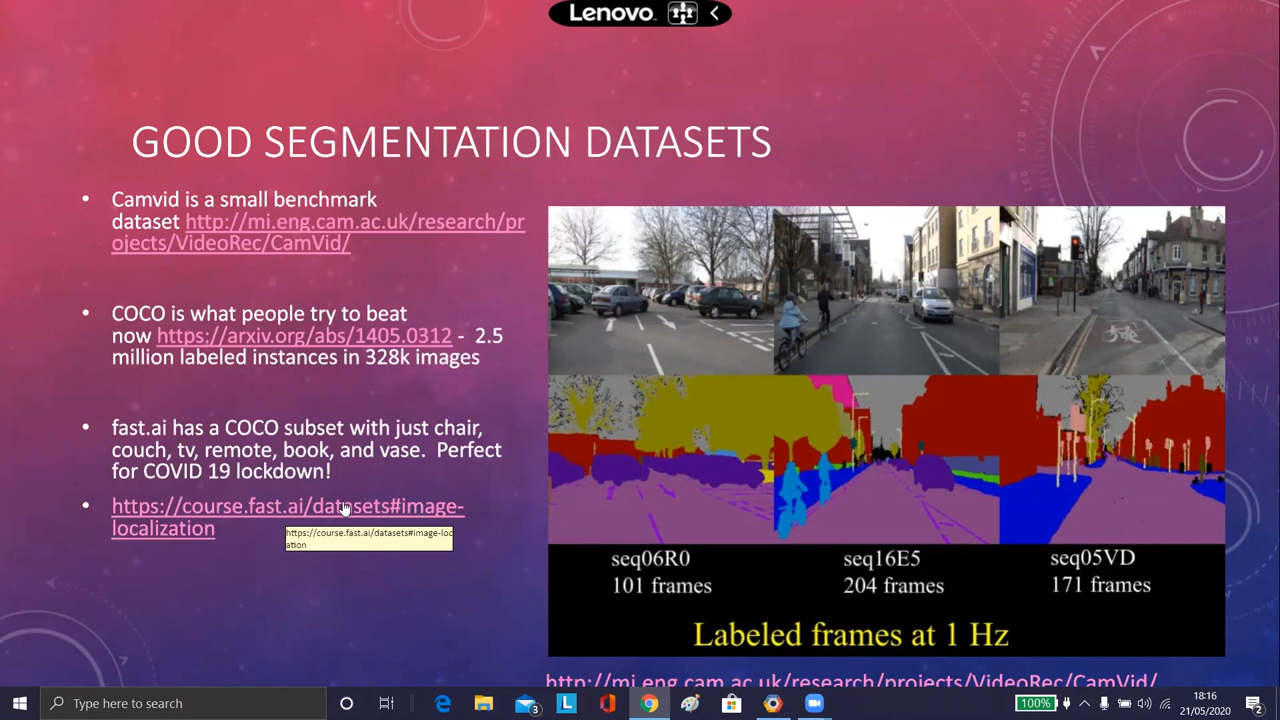 Lenovo
GOOD SEGMENTATION DATASETS
• Camvid is a small benchmark
dataset http://mi.eng.cam.ac.uk/research/pr
ojects/VideoRec/CamVid/
• COCO is what people try to beat
now https://arxiv.org/abs/1405.0312 - 2.5
million labeled instances in 328k images
• fast.ai has a COCO subset with just chair,
couch, tv, remote, book, and vase. Perfect
for COVID 19 lockdown!
• https://course.fast.ai/datasets#image-
localization
https://course.fast.ai/datasets#image-loc
ation
seq06R0
101 frames
seq16E5
204 frames
seq05VD
171 frames
Labeled frames at 1 Hz
http://mi.eng.cam.ac.uk/research/projects/VideoRec/CamVid/
Type here to search
3
L
100%
18:16
21/05/2020
2